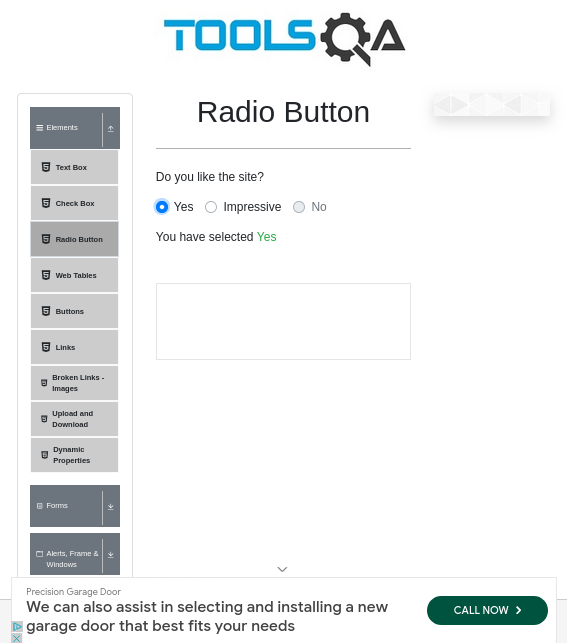 TOOLSQA
Elements
Text Box
Check Box
Radio Button
Web Tables
Buttons
Links
Broken Links -
Images
Upload and
Download
Dynamic
Properties
Forms
Alerts, Frame &
Windows
Radio Button
Do you like the site?
Yes Impressive No
You have selected Yes
Precision Garage Door
We can also assist in selecting and installing a new
garage door that best fits your needs
CALL NOW